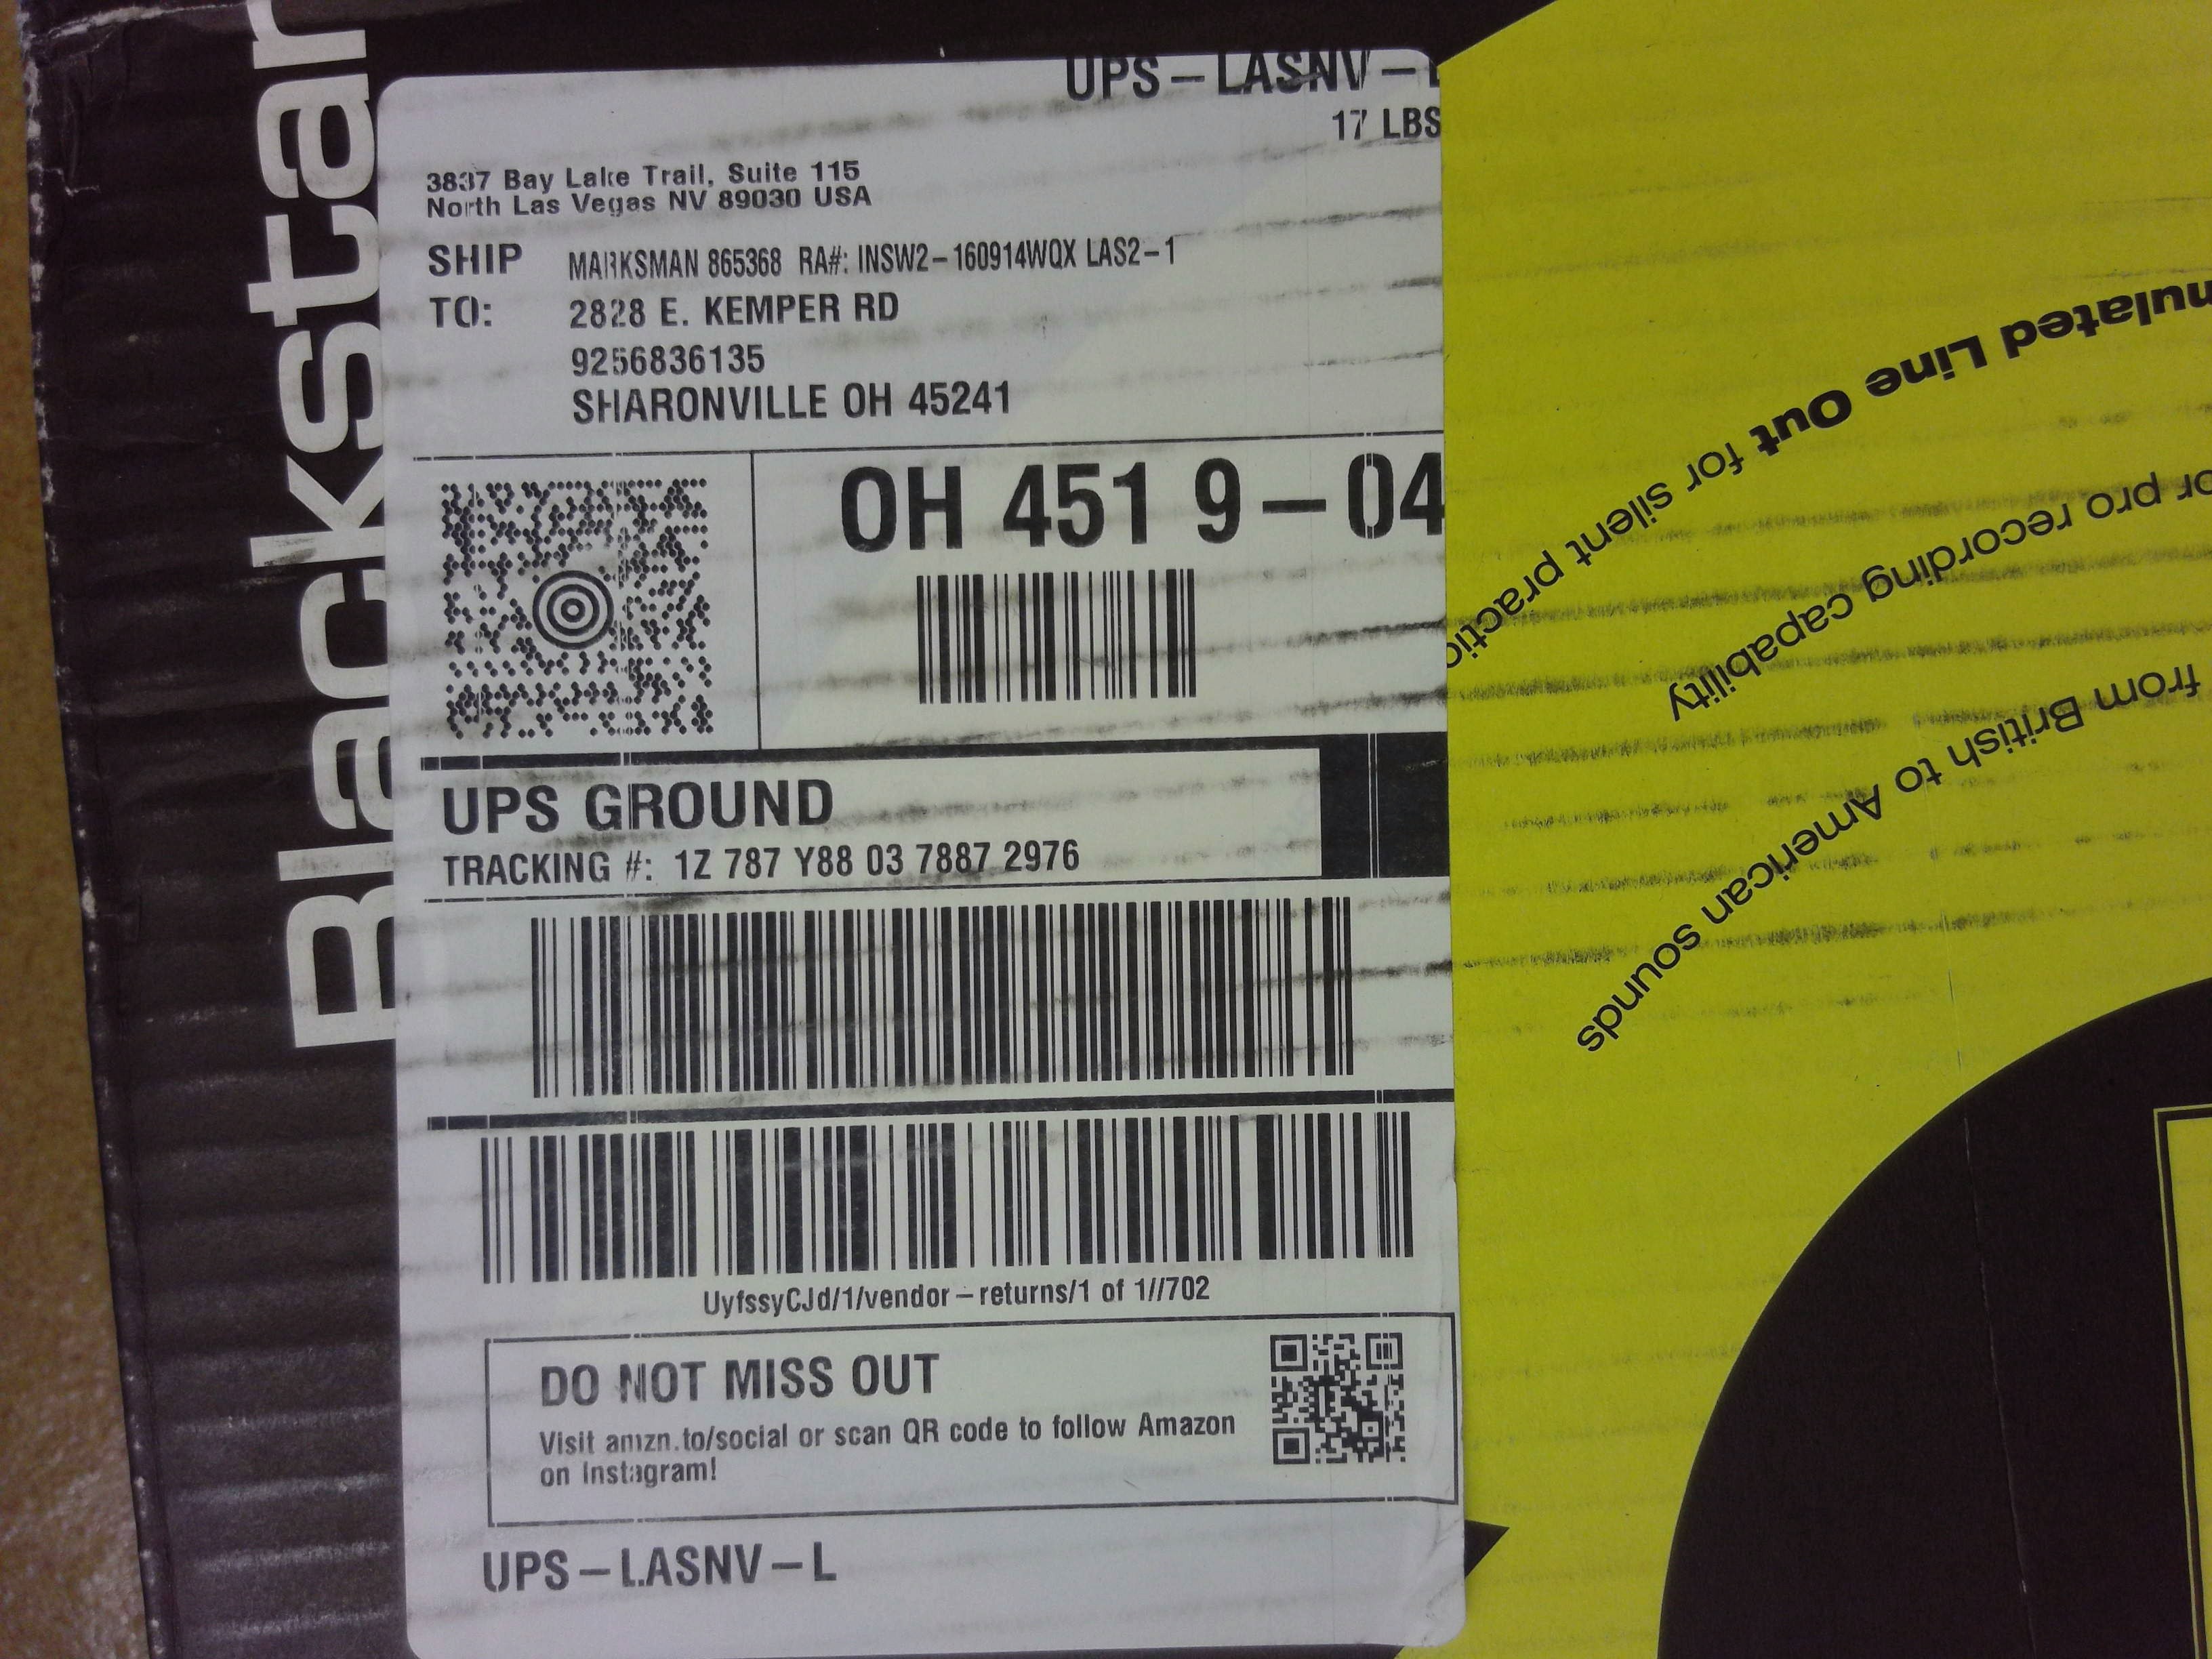 Blackstar
UPS – LASNV –
17 LBS
3837 Bay Lake Trail, Suite 115
North Las Vegas NV 89030 USA
SHIP MARKSMAN 865368 RA#: INSW2–160914WQX LAS2–1
TO: 2828 E. KEMPER RD
9256836135
SHARONVILLE OH 45241
OH 451 9 – 04
UPS GROUND
TRACKING #: 1Z 787 Y88 03 7887 2976
UyfssyCJd/1/vendor – returns/1 of 1//702
DO NOT MISS OUT
Visit amzn.to/social or scan QR code to follow Amazon
on Instagram!
UPS – LASNV – L
from British to American sounds
pro recording capability
Line Out for silent